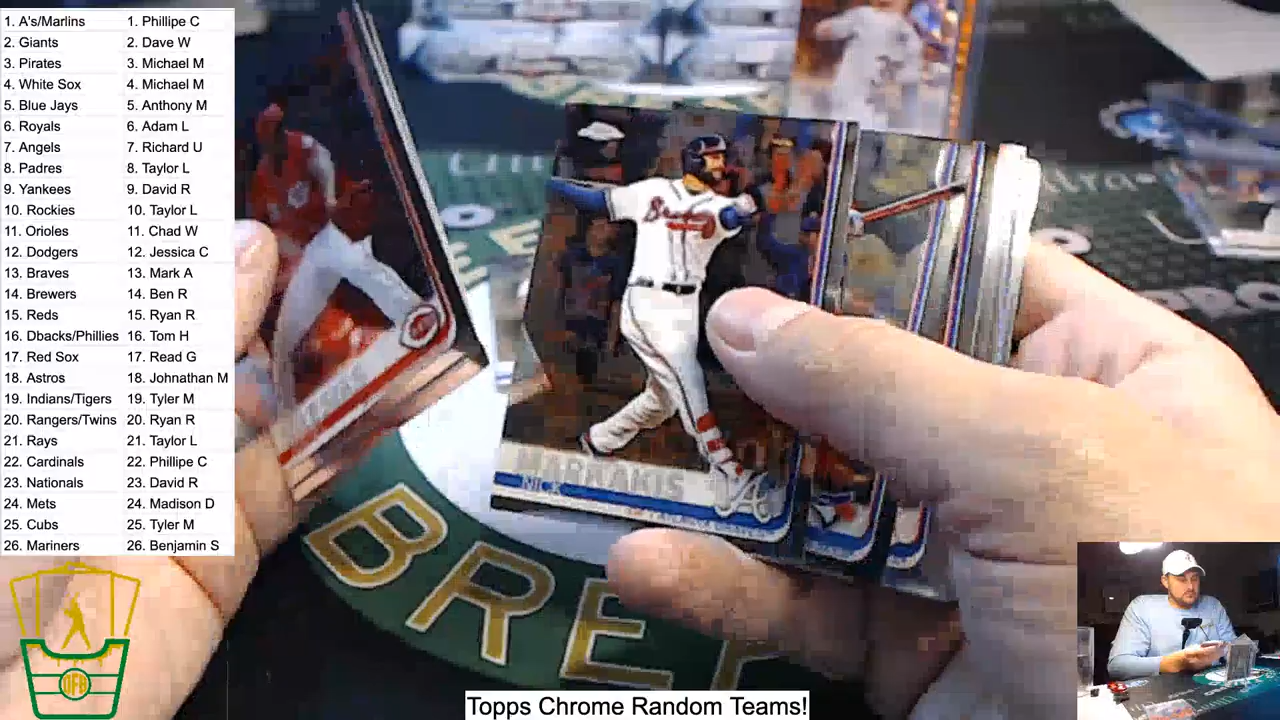 1. A's/Marlins 1. Phillipe C
2. Giants 2. Dave W
3. Pirates 3. Michael M
4. White Sox 4. Michael M
5. Blue Jays 5. Anthony M
6. Royals 6. Adam L
7. Angels 7. Richard U
8. Padres 8. Taylor L
9. Yankees 9. David R
10. Rockies 10. Taylor L
11. Orioles 11. Chad W
12. Dodgers 12. Jessica C
13. Braves 13. Mark A
14. Brewers 14. Ben R
15. Reds 15. Ryan R
16. Dbacks/Phillies 16. Tom H
17. Red Sox 17. Read G
18. Astros 18. Johnathan M
19. Indians/Tigers 19. Tyler M
20. Rangers/Twins 20. Ryan R
21. Rays 21. Taylor L
22. Cardinals 22. Phillipe C
23. Nationals 23. David R
24. Mets 24. Madison D
25. Cubs 25. Tyler M
26. Mariners 26. Benjamin S
Braves
MARKAKIS
NICK
A
BRE
Topps Chrome Random Teams!